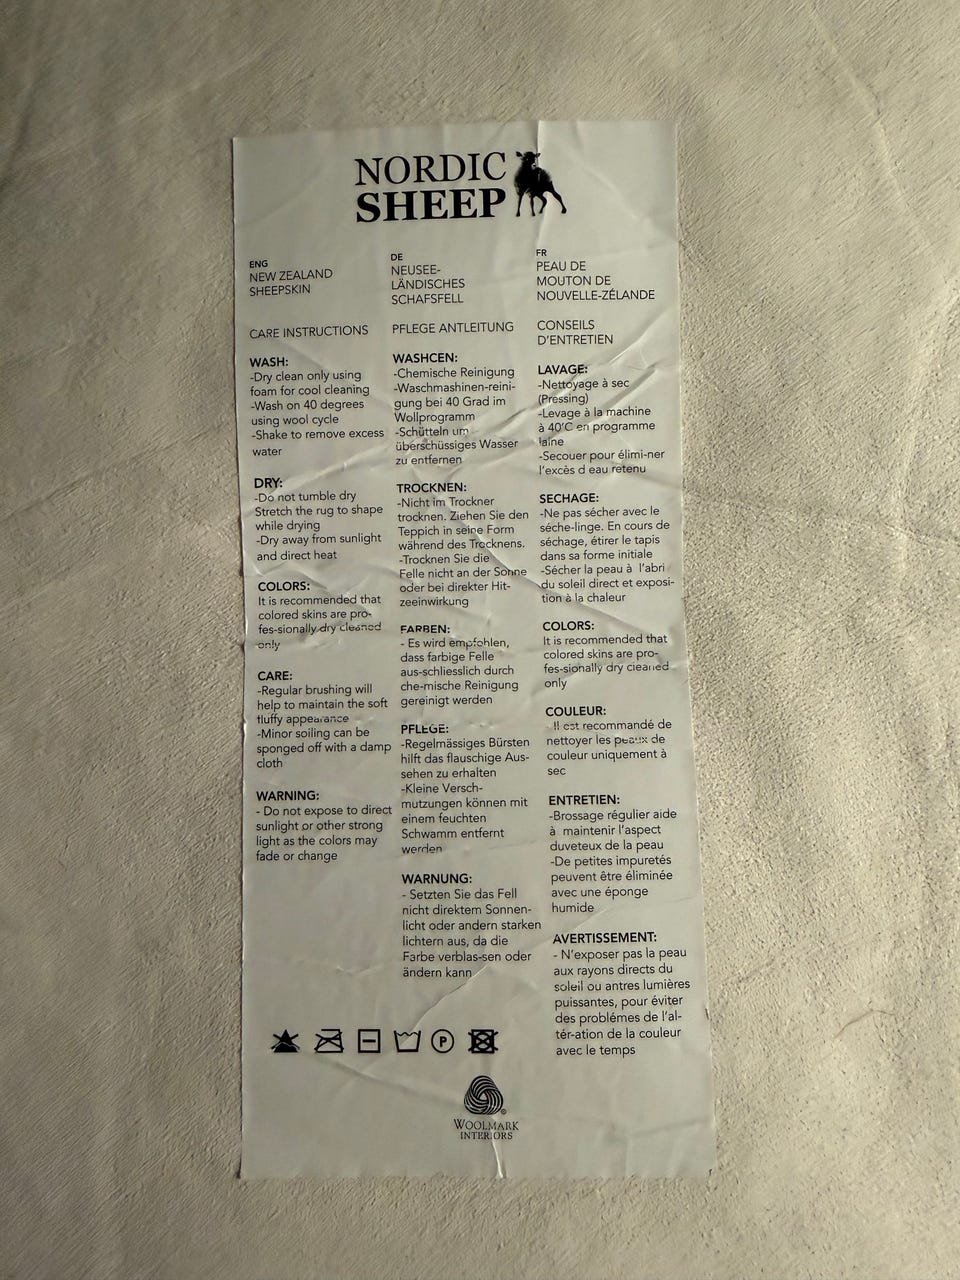 NORDIC
SHEEP
ENG
NEW ZEALAND
SHEEPSKIN
CARE INSTRUCTIONS
WASH:
-Dry clean only using
foam for cool cleaning
-Wash on 40 degrees
using wool cycle
-Shake to remove excess
water
DRY:
-Do not tumble dry
Stretch the rug to shape
while drying
-Dry away from sunlight
and direct heat
COLORS:
It is recommended that
colored skins are pro-
fes-sionally dry cleaned
only
CARE:
-Regular brushing will
help to maintain the soft
fluffy appearance
-Minor soiling can be
sponged off with a damp
cloth
WARNING:
- Do not expose to direct
sunlight or other strong
light as the colors may
fade or change
DE
NEUSEE-
LÄNDISCHES
SCHAFSFELL
PFLEGE ANTLEITUNG
WASHCEN:
-Chemische Reinigung
-Waschmashinen-reini-
gung bei 40 Grad im
Wollprogramm
-Schütteln um
überschüssiges Wasser
zu entfernen
TROCKNEN:
-Nicht im Trockner
trocknen. Ziehen Sie den
Teppich in seine Form
während des Trocknens.
-Trocknen Sie die
Felle nicht an der Sonne
oder bei direkter Hit-
zeeinwirkung
FARBEN:
- Es wird empfohlen,
dass farbige Felle
aus-schliesslich durch
che-mische Reinigung
gereinigt werden
PFLEGE:
-Regelmässiges Bürsten
hilft das flauschige Aus-
sehen zu erhalten
-Kleine Versch-
mutzungen können mit
einem feuchten
Schwamm entfernt
werden
WARNUNG:
- Setzten Sie das Fell
nicht direktem Sonnen-
licht oder andern starken
lichtern aus, da die
Farbe verblas-sen oder
ändern kann
FR
PEAU DE
MOUTON DE
NOUVELLE-ZÉLANDE
CONSEILS
D'ENTRETIEN
LAVAGE:
-Nettoyage à sec
(Pressing)
-Levage à la machine
à 40'C en programme
laine
-Secouer pour élimi-ner
l'excès d eau retenu
SECHAGE:
-Ne pas sécher avec le
séche-linge. En cours de
séchage, étirer le tapis
dans sa forme initiale
-Sécher la peau à l'abri
du soleil direct et exposi-
tion à la chaleur
COLORS:
It is recommended that
colored skins are pro-
fes-sionally dry cleaned
only
COULEUR:
Il est recommandé de
nettoyer les peaux de
couleur uniquement à
sec
ENTRETIEN:
-Brossage régulier aide
à maintenir l'aspect
duveteux de la peau
-De petites impuretés
peuvent être éliminée
avec une éponge
humide
AVERTISSEMENT:
- N'exposer pas la peau
aux rayons directs du
soleil ou antres lumières
puissantes, pour éviter
des problémes de l'al-
tér-ation de la couleur
avec le temps
P
WOOLMARK
INTERIORS